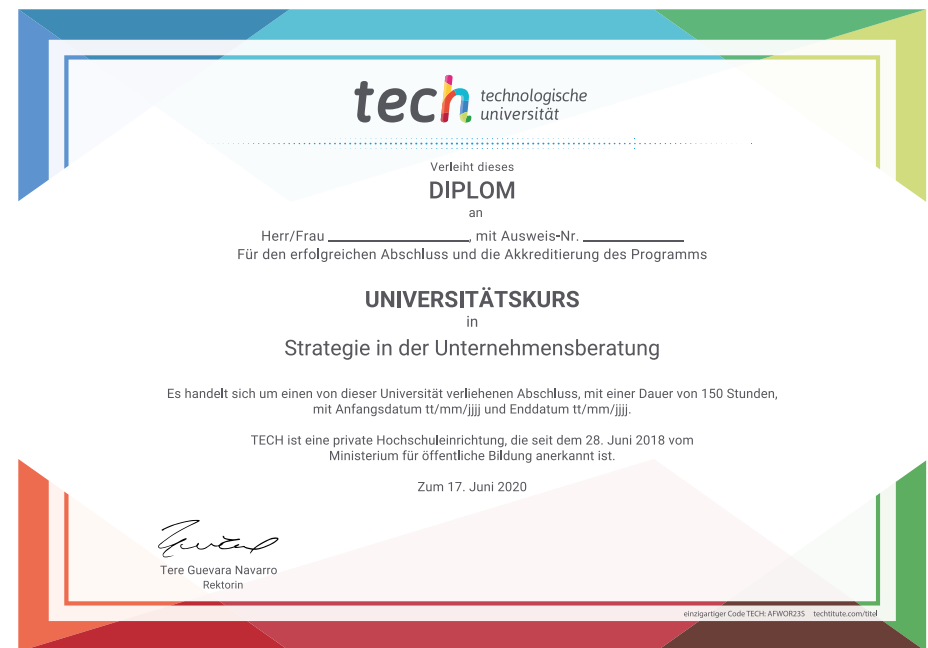 tech technologische
universität
Verleiht dieses
DIPLOM
an
Herr/Frau ____________, mit Ausweis-Nr. ____________
Für den erfolgreichen Abschluss und die Akkreditierung des Programms
UNIVERSITÄTSKURS
in
Strategie in der Unternehmensberatung
Es handelt sich um einen von dieser Universität verliehenen Abschluss, mit einer Dauer von 150 Stunden,
mit Anfangsdatum tt/mm/jjjj und Enddatum tt/mm/jjjj.
TECH ist eine private Hochschuleinrichtung, die seit dem 28. Juni 2018 vom
Ministerium für öffentliche Bildung anerkannt ist.
Zum 17. Juni 2020
Tere Guevara Navarro
Rektorin
einzigartiger Code TECH: AFWOR23S techtitute.com/titel